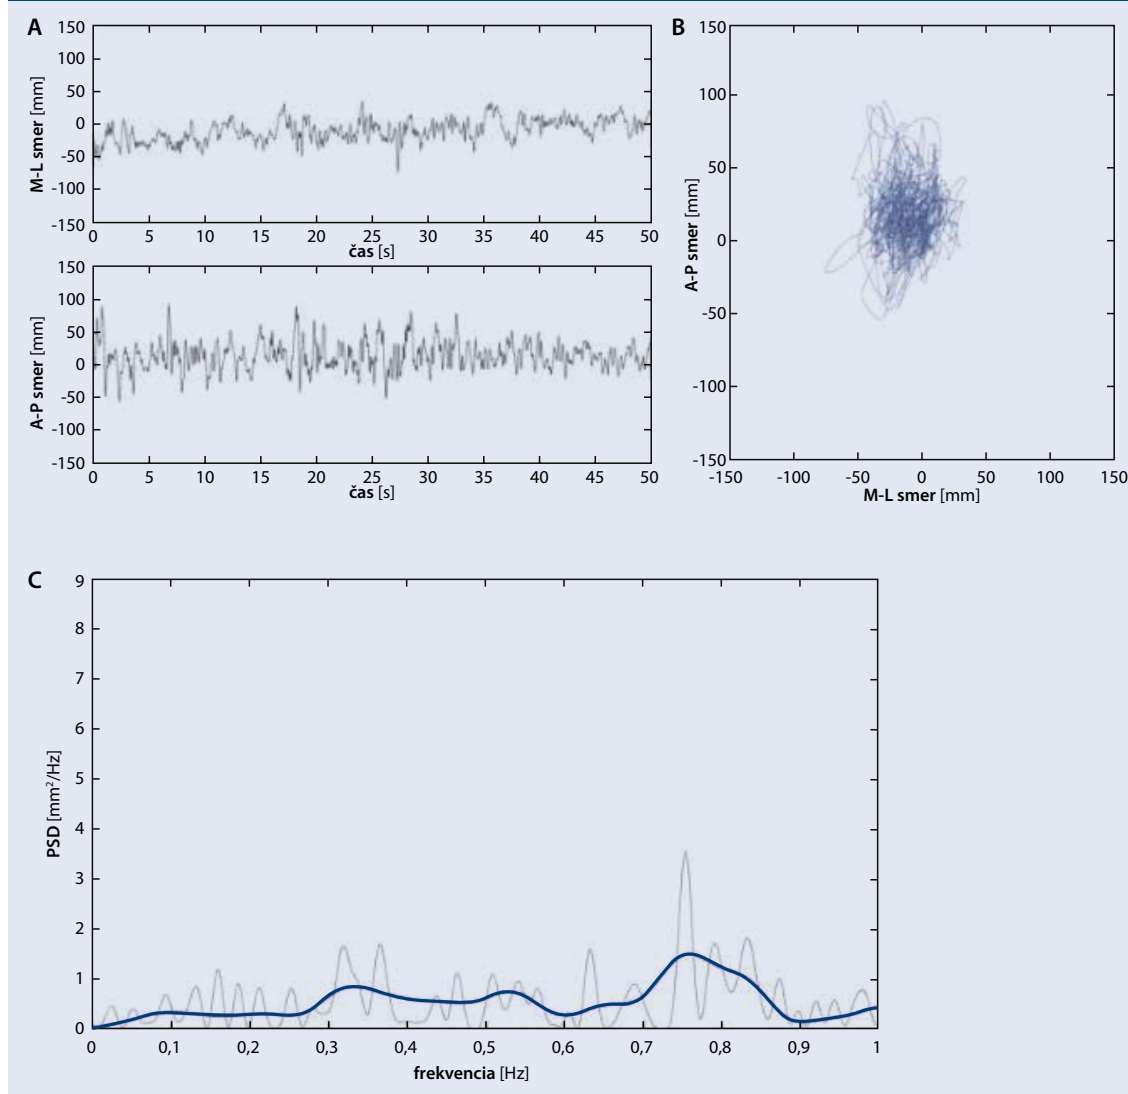 A
150
100
50
0
-50
-100
-150
M-L smer [mm]
0 5 10 15 20 25 30 35 40 45 50
čas [s]
150
100
50
0
-50
-100
-150
A-P smer [mm]
0 5 10 15 20 25 30 35 40 45 50
čas [s]
B
150
100
50
0
-50
-100
-150
A-P smer [mm]
-150 -100 -50 0 50 100 150
M-L smer [mm]
C
9
8
7
6
5
4
3
2
1
0
PSD [mm²/Hz]
0 0,1 0,2 0,3 0,4 0,5 0,6 0,7 0,8 0,9 1
frekvencia [Hz]